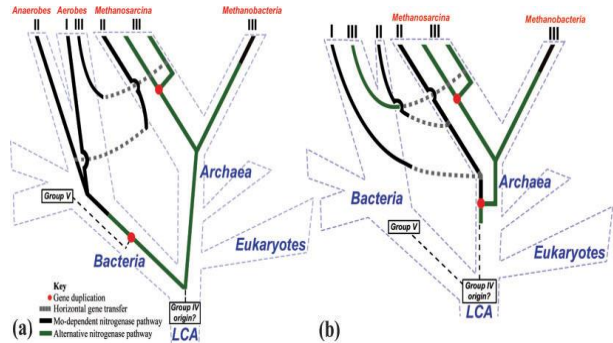 Anaerobes Aerobes Methanosarcina Methanobacteria
II I III II III III
Group V
Archaea
Bacteria
Eukaryotes
Group IV
origin?
LCA
Key
Gene duplication
Horizontal gene transfer
Mo-dependent nitrogenase pathway
Alternative nitrogenase pathway
(a)
Methanosarcina Methanobacteria
I III II II III III
Archaea
Bacteria
Group V
Eukaryotes
Group IV
origin?
LCA
(b)